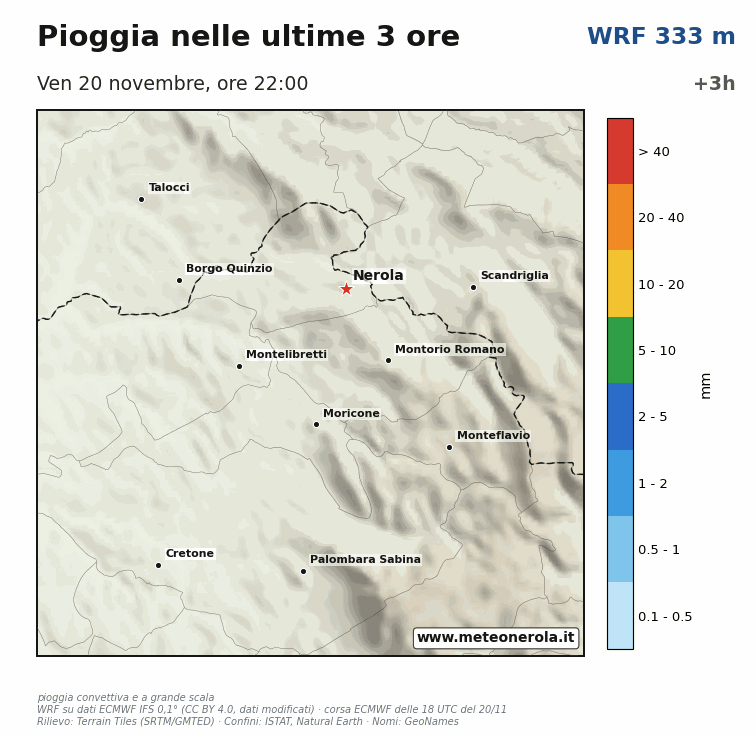 Pioggia nelle ultime 3 ore
WRF 333 m
Ven 20 novembre, ore 22:00
+3h
Talocci
Borgo Quinzio
Nerola
Scandriglia
Montelibretti
Montorio Romano
Moricone
Monteflavio
Cretone
Palombara Sabina
www.meteonerola.it
> 40
20 - 40
10 - 20
5 - 10
2 - 5
1 - 2
0.5 - 1
0.1 - 0.5
mm
pioggia convettiva e a grande scala
WRF su dati ECMWF IFS 0,1° (CC BY 4.0, dati modificati) · corsa ECMWF delle 18 UTC del 20/11
Rilievo: Terrain Tiles (SRTM/GMTED) · Confini: ISTAT, Natural Earth · Nomi: GeoNames